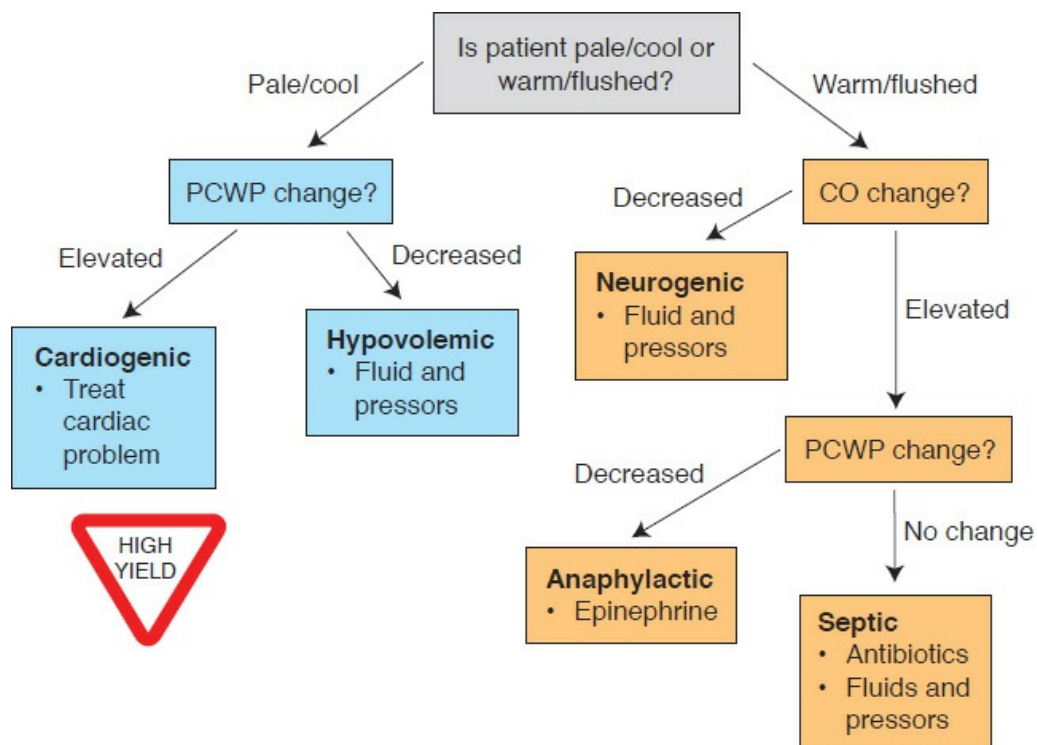 Is patient pale/cool or
warm/flushed?
Pale/cool
Warm/flushed
PCWP change?
CO change?
Elevated
Decreased
Decreased
Neurogenic
• Fluid and
pressors
Elevated
Cardiogenic
• Treat
cardiac
problem
Hypovolemic
• Fluid and
pressors
PCWP change?
Decreased
No change
HIGH
YIELD
Anaphylactic
• Epinephrine
Septic
• Antibiotics
• Fluids and
pressors